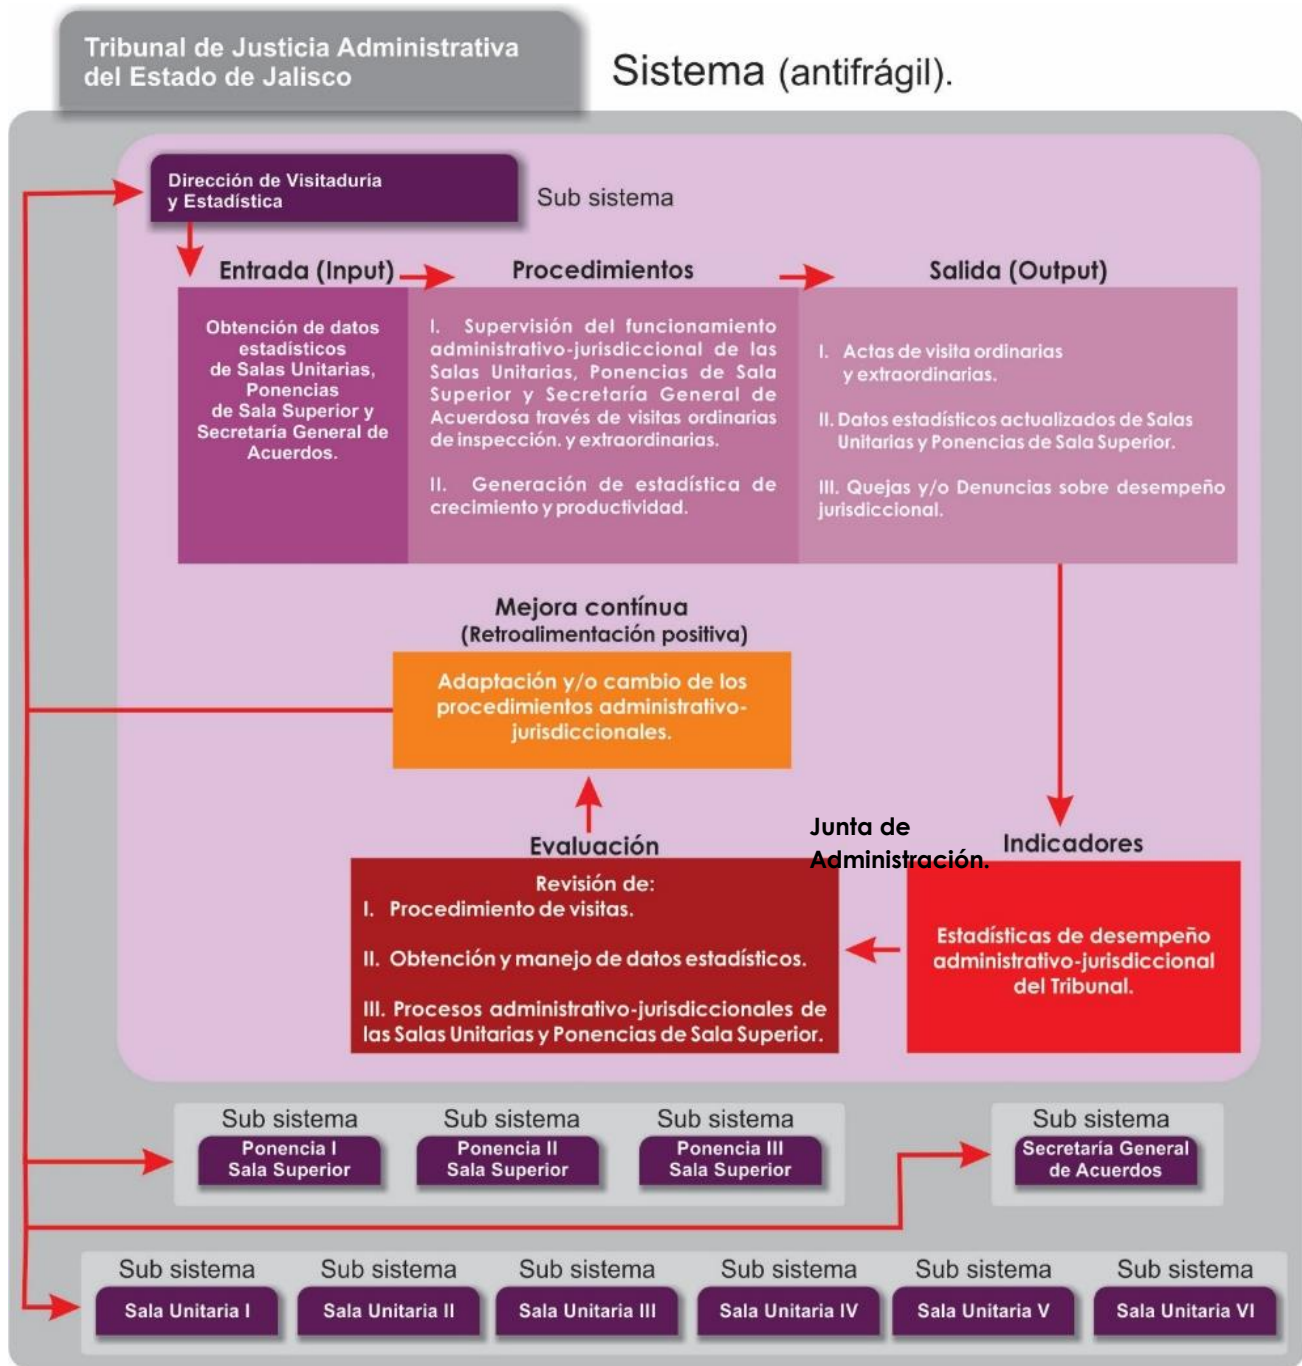 Tribunal de Justicia Administrativa
del Estado de Jalisco
Sistema (antifrágil).
Dirección de Visitaduría
y Estadística
Sub sistema
Entrada (Input)
Obtención de datos
estadísticos
de Salas Unitarias,
Ponencias
de Sala Superior y
Secretaría General de
Acuerdos.
Procedimientos
I. Supervisión del funcionamiento
administrativo-jurisdiccional de las
Salas Unitarias, Ponencias de Sala
Superior y Secretaría General de
Acuerdosa través de visitas ordinarias
de inspección. y extraordinarias.
II. Generación de estadística de
crecimiento y productividad.
Salida (Output)
I. Actas de visita ordinarias
y extraordinarias.
II. Datos estadísticos actualizados de Salas
Unitarias y Ponencias de Sala Superior.
III. Quejas y/o Denuncias sobre desempeño
jurisdiccional.
Mejora contínua
(Retroalimentación positiva)
Adaptación y/o cambio de los
procedimientos administrativo-
jurisdiccionales.
Junta de
Administración.
Indicadores
Estadísticas de desempeño
administrativo-jurisdiccional
del Tribunal.
Evaluación
Revisión de:
I. Procedimiento de visitas.
II. Obtención y manejo de datos estadísticos.
III. Procesos administrativo-jurisdiccionales de
las Salas Unitarias y Ponencias de Sala Superior.
Sub sistema
Ponencia I
Sala Superior
Sub sistema
Ponencia II
Sala Superior
Sub sistema
Ponencia III
Sala Superior
Sub sistema
Secretaría General
de Acuerdos
Sub sistema
Sala Unitaria I
Sub sistema
Sala Unitaria II
Sub sistema
Sala Unitaria III
Sub sistema
Sala Unitaria IV
Sub sistema
Sala Unitaria V
Sub sistema
Sala Unitaria VI